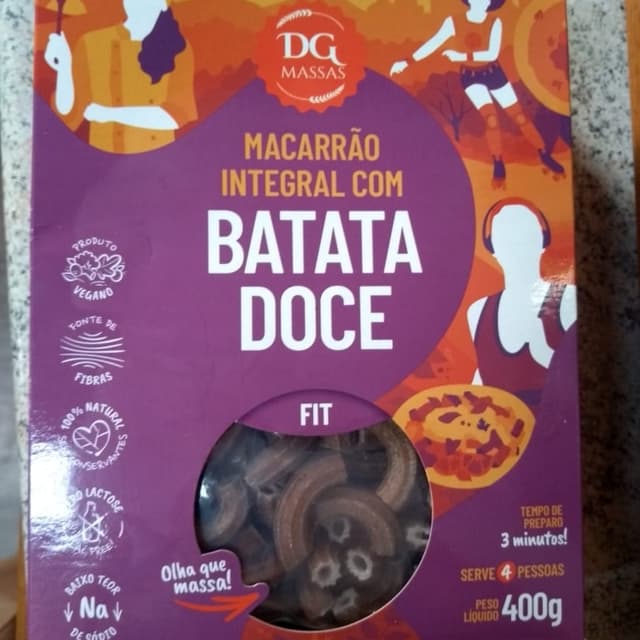 DG
MASSAS
MACARRÃO
INTEGRAL COM
BATATA
DOCE
FIT
PRODUTO
VEGANO
FONTE DE
FIBRAS
100% NATURAL
CONSERVANTES
LACTOSE
FREE!
BAIXO TEOR
Na
DE SÓDIO
Olha que
massa!
TEMPO DE
PREPARO
3 minutos!
SERVE 4 PESSOAS
PESO
LÍQUIDO 400g